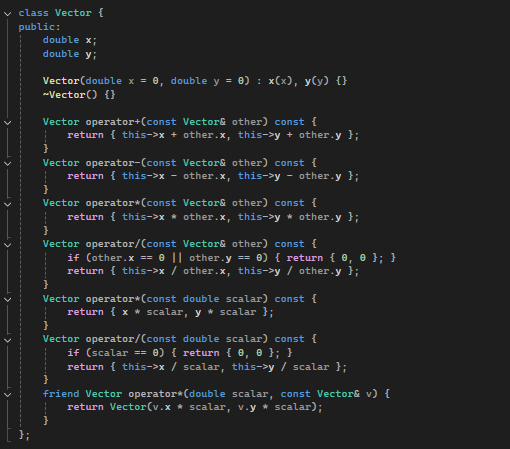 class Vector {
public:
    double x;
    double y;

    Vector(double x = 0, double y = 0) : x(x), y(y) {}
    ~Vector() {}

    Vector operator+(const Vector& other) const {
        return { this->x + other.x, this->y + other.y };
    }
    Vector operator-(const Vector& other) const {
        return { this->x - other.x, this->y - other.y };
    }
    Vector operator*(const Vector& other) const {
        return { this->x * other.x, this->y * other.y };
    }
    Vector operator/(const Vector& other) const {
        if (other.x == 0 || other.y == 0) { return { 0, 0 }; }
        return { this->x / other.x, this->y / other.y };
    }
    Vector operator*(const double scalar) const {
        return { x * scalar, y * scalar };
    }
    Vector operator/(const double scalar) const {
        if (scalar == 0) { return { 0, 0 }; }
        return { this->x / scalar, this->y / scalar };
    }
    friend Vector operator*(double scalar, const Vector& v) {
        return Vector(v.x * scalar, v.y * scalar);
    }
};